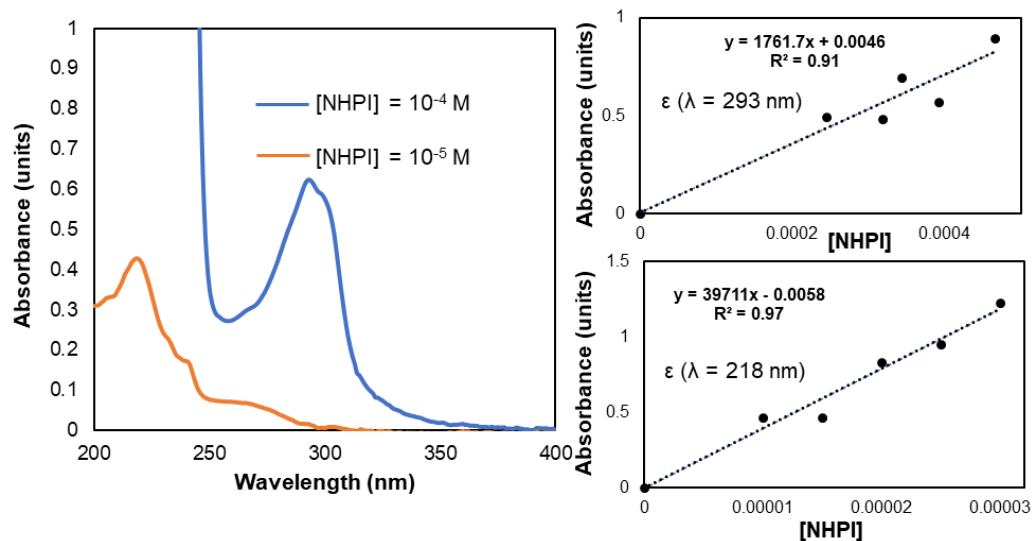 1
0.9
0.8
0.7
0.6
0.5
0.4
0.3
0.2
0.1
0
200
250
300
350
400
Absorbance (units)
Wavelength (nm)
[NHPI] = 10⁻⁴ M
[NHPI] = 10⁻⁵ M
1
0.5
0
0
0.0002
0.0004
Absorbance (units)
[NHPI]
y = 1761.7x + 0.0046
R² = 0.91
ε (λ = 293 nm)
1.5
1
0.5
0
0
0.00001
0.00002
0.00003
Absorbance (units)
[NHPI]
y = 39711x - 0.0058
R² = 0.97
ε (λ = 218 nm)